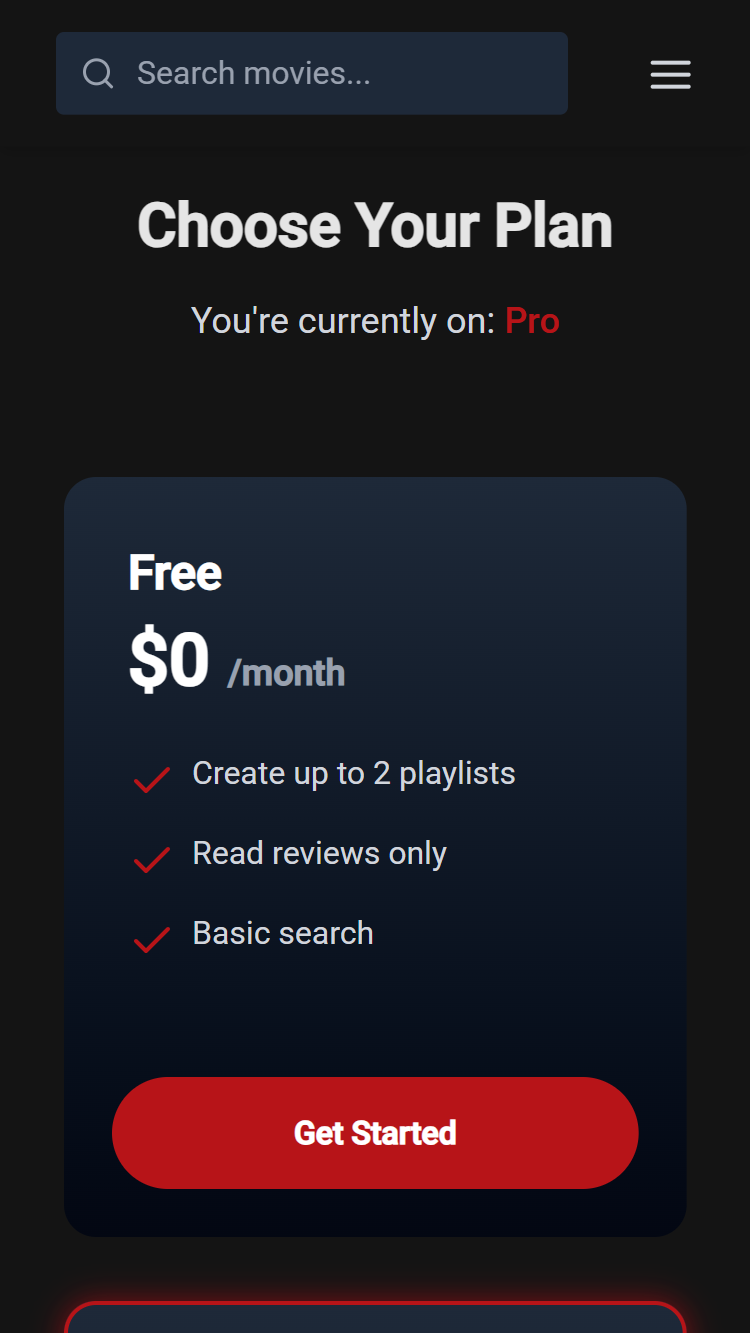 Search movies...
Choose Your Plan
You're currently on: Pro
Free
$0 /month
Create up to 2 playlists
Read reviews only
Basic search
Get Started